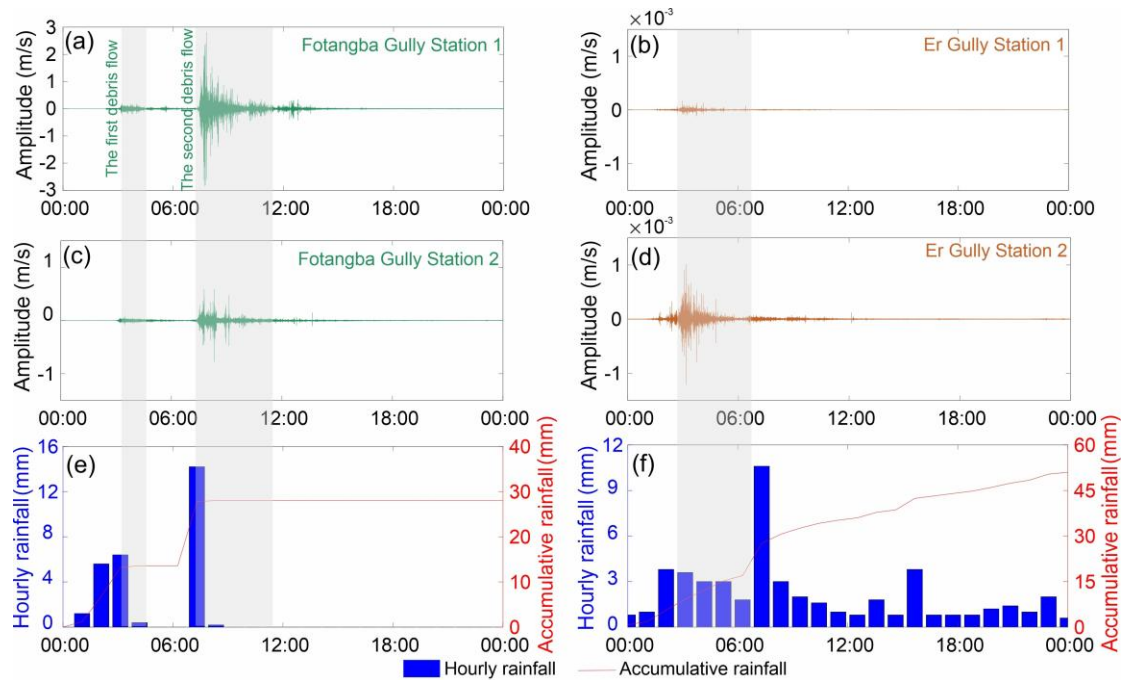 ×10⁻³
(a)
Fotangba Gully Station 1
The first debris flow
The second debris flow
Amplitude (m/s)
3
2
1
0
-1
-2
-3
00:00 06:00 12:00 18:00 00:00
(b)
Er Gully Station 1
Amplitude (m/s)
1
0
-1
00:00 06:00 12:00 18:00 00:00
×10⁻³
(c)
Fotangba Gully Station 2
Amplitude (m/s)
1
0
-1
00:00 06:00 12:00 18:00 00:00
(d)
Er Gully Station 2
Amplitude (m/s)
1
0
-1
00:00 06:00 12:00 18:00 00:00
(e)
Hourly rainfall (mm)
16
12
8
4
0
Accumulative rainfall (mm)
40
30
20
10
0
00:00 06:00 12:00 18:00 00:00
(f)
Hourly rainfall (mm)
12
9
6
3
0
Accumulative rainfall (mm)
60
45
30
15
0
00:00 06:00 12:00 18:00 00:00
Hourly rainfall
Accumulative rainfall